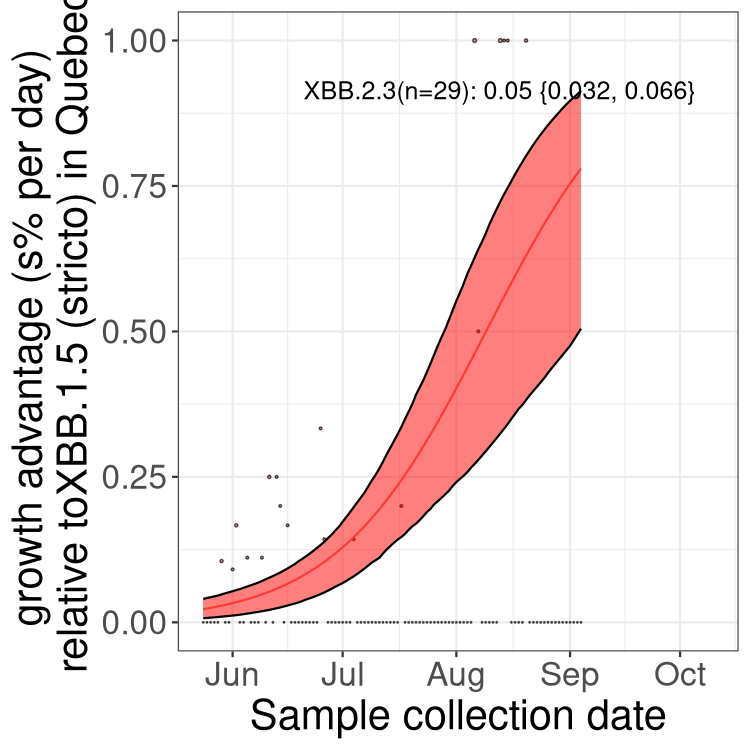 growth advantage (s% per day)
relative toXBB.1.5 (stricto) in Quebec
1.00
0.75
0.50
0.25
0.00
XBB.2.3(n=29): 0.05 {0.032, 0.066}
Jun Jul Aug Sep Oct
Sample collection date